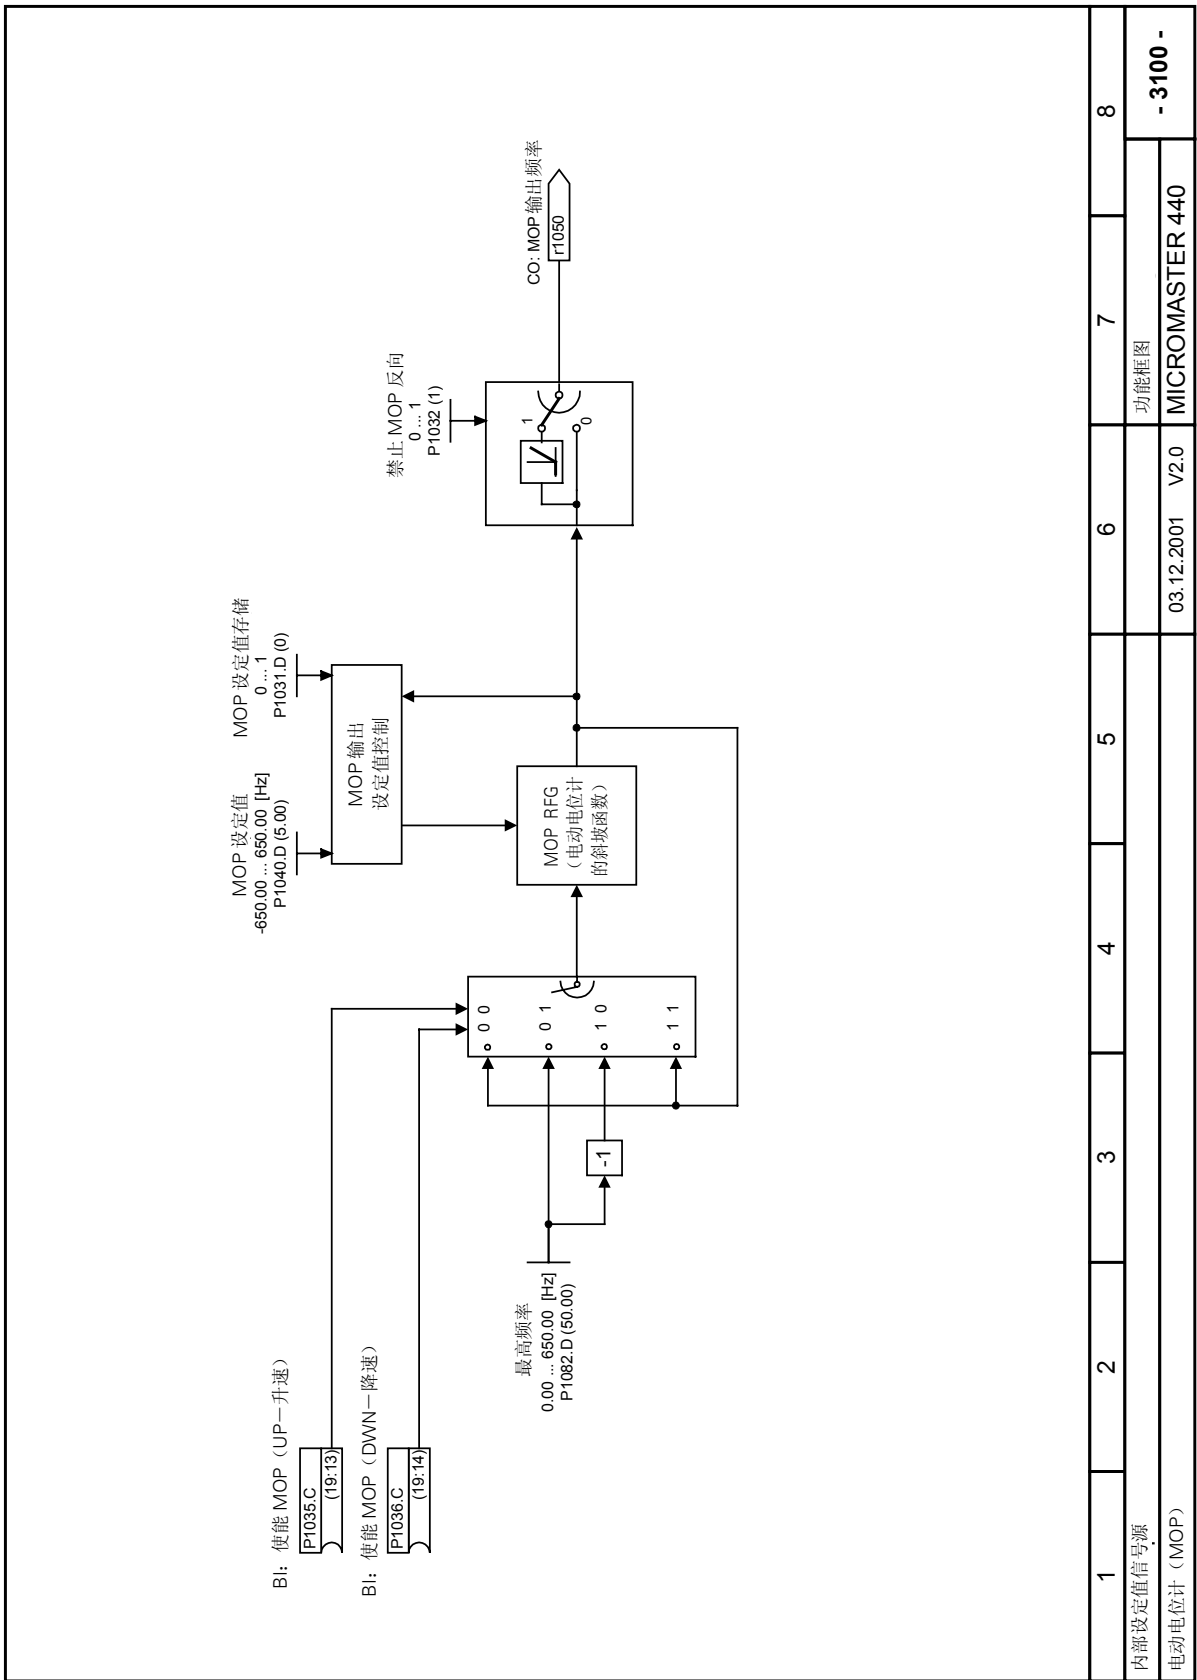 BI: 使能 MOP（UP－升速）
P1035.C
(19:13)
BI: 使能 MOP（DWN－降速）
P1036.C
(19:14)
最高频率
0.00 ... 650.00 [Hz]
P1082.D (50.00)
-1
0 0
0 1
1 0
1 1
MOP 设定值
-650.00 ... 650.00 [Hz]
P1040.D (5.00)
MOP 设定值存储
0 ... 1
P1031.D (0)
MOP 输出
设定值控制
MOP RFG
（电动电位计
的斜坡函数）
禁止 MOP 反向
0 ... 1
P1032 (1)
1
0
CO: MOP 输出频率
r1050
1 2 3 4 5 6 7 8
内部设定值信号源
功能框图
- 3100 -
电动电位计（MOP）
03.12.2001 V2.0
MICROMASTER 440